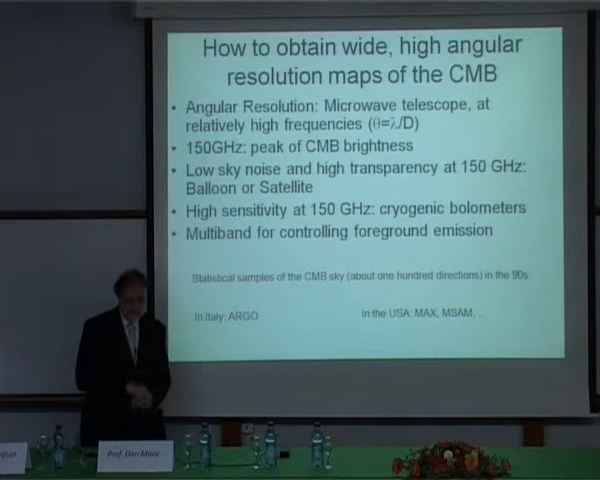 How to obtain wide, high angular
resolution maps of the CMB
• Angular Resolution: Microwave telescope, at
relatively high frequencies (θ=λ/D)
• 150GHz: peak of CMB brightness
• Low sky noise and high transparency at 150 GHz:
Balloon or Satellite
• High sensitivity at 150 GHz: cryogenic bolometers
• Multiband for controlling foreground emission
Statistical samples of the CMB sky (about one hundred directions) in the 90s
In Italy: ARGO
In the USA: MAX, MSAM, ...
Prof. Dan Maoz